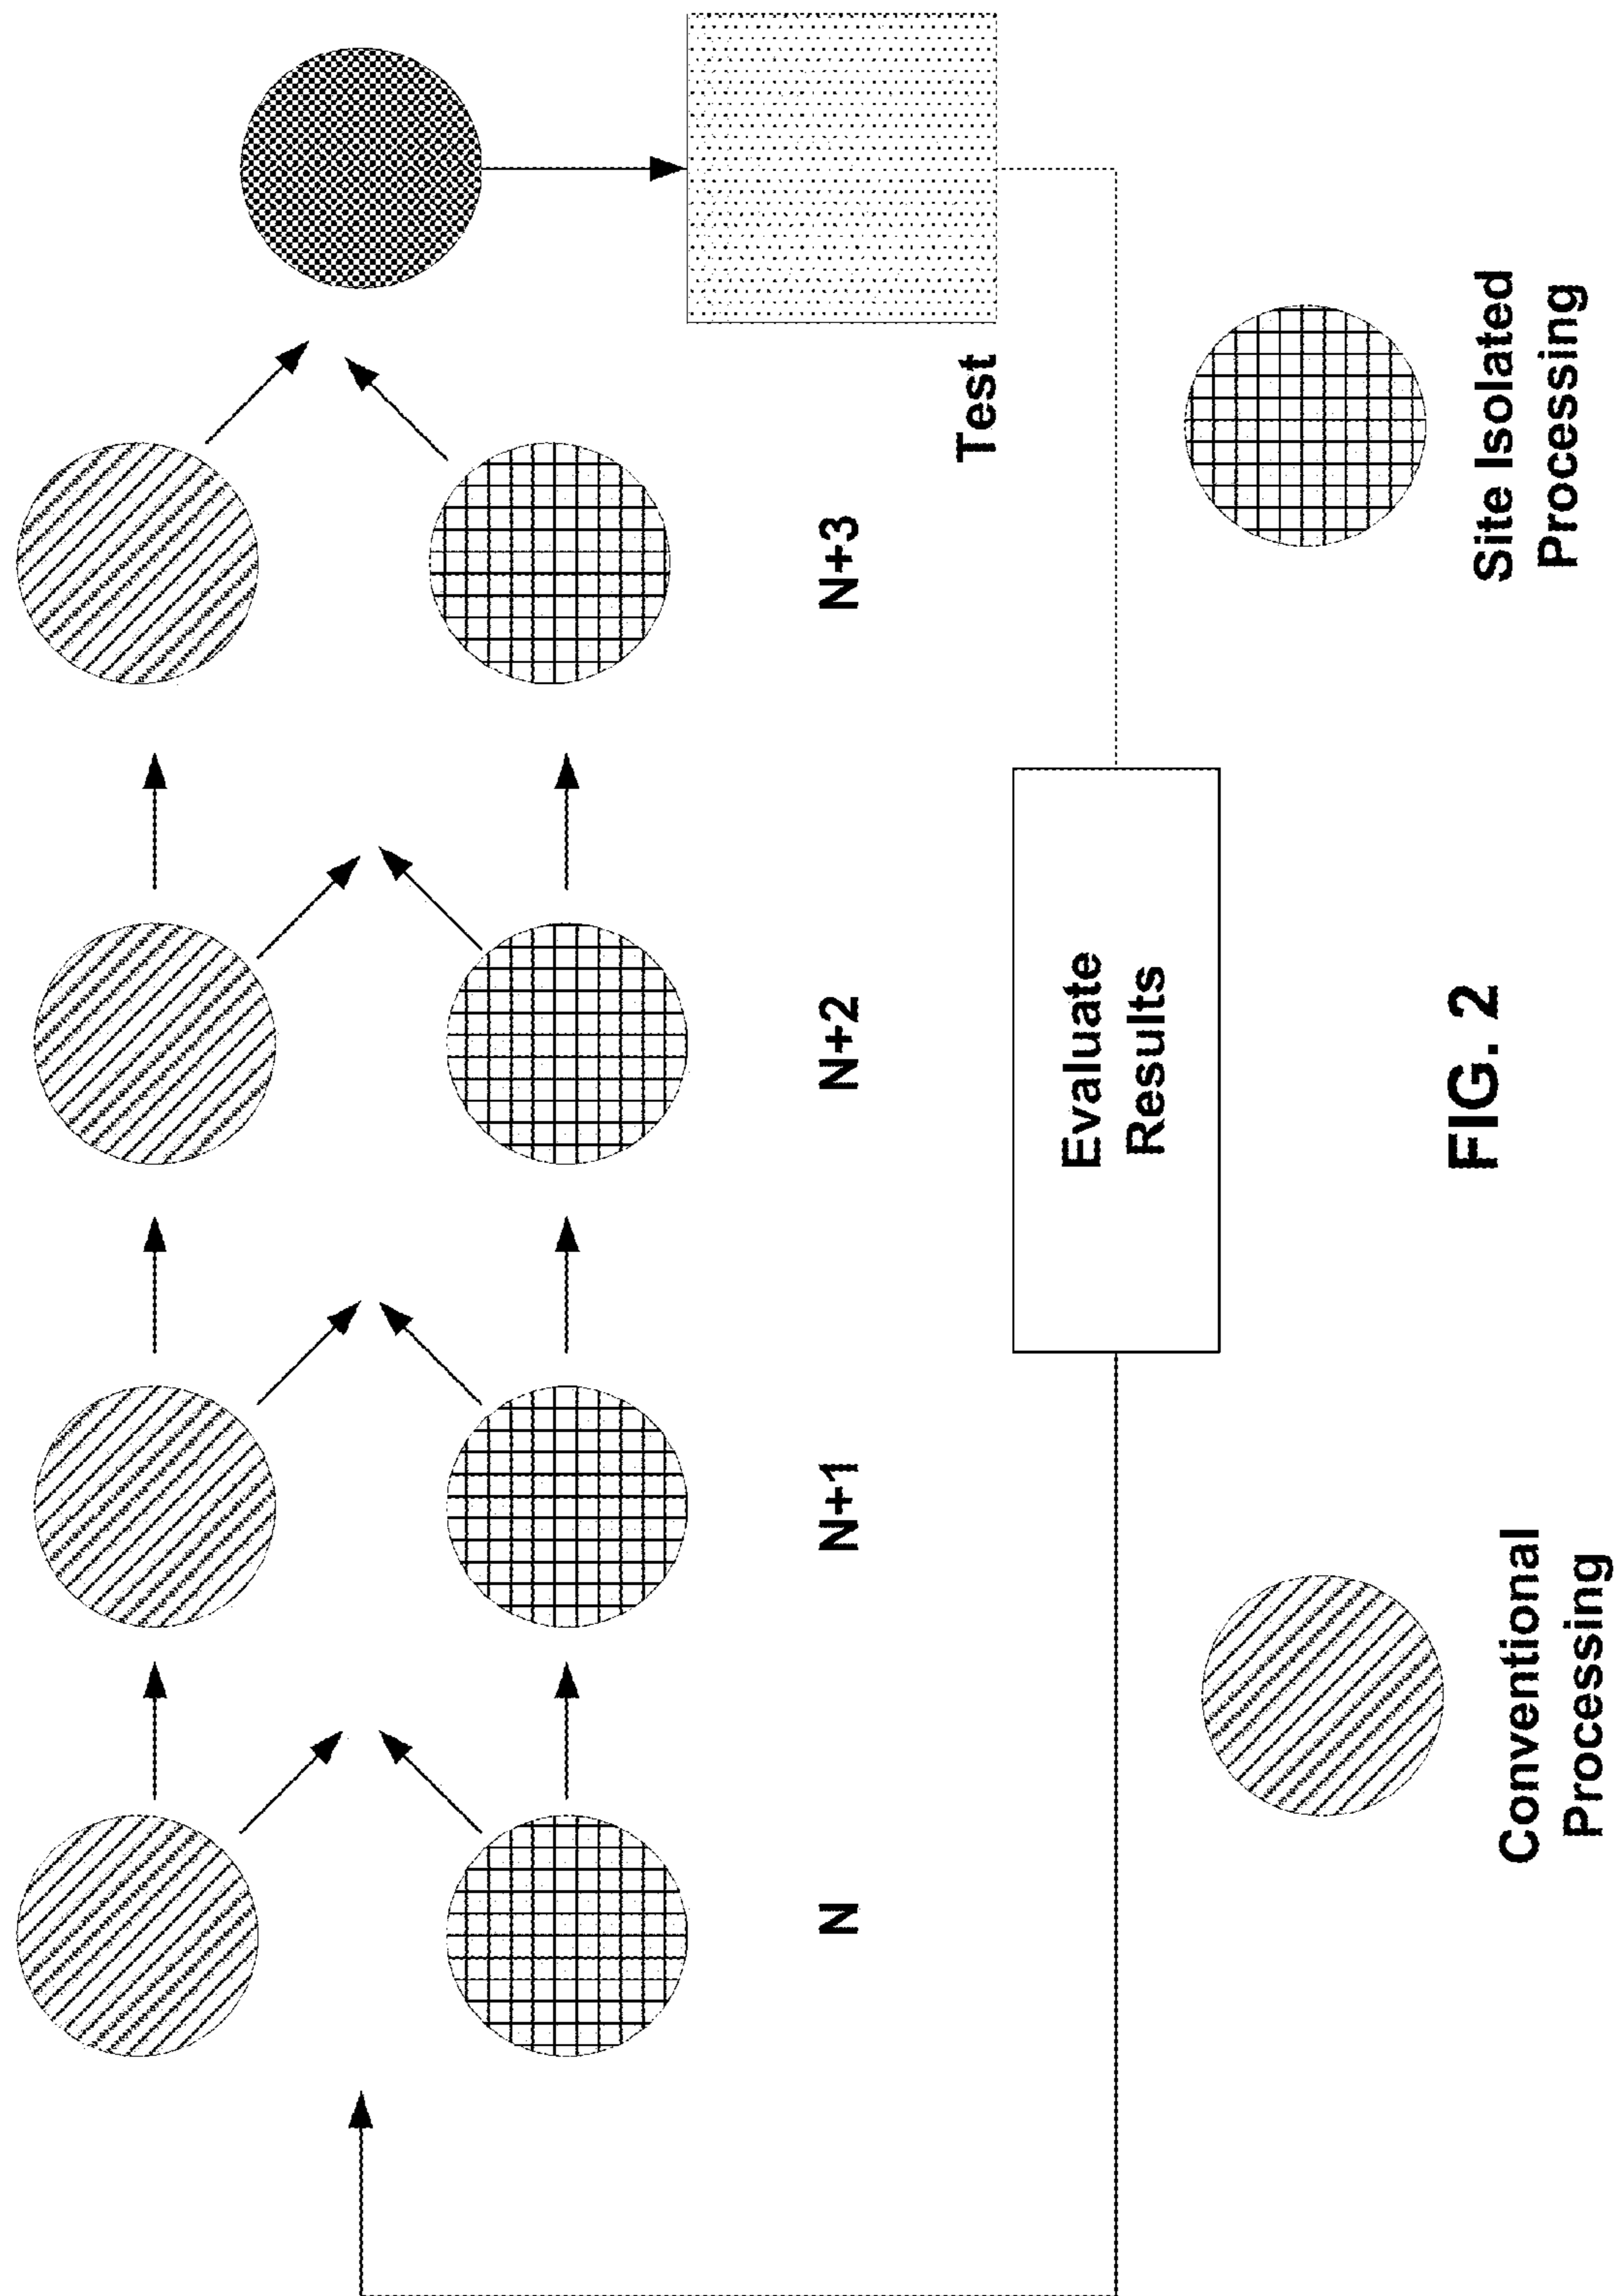 N
N+1
N+2
N+3
Test
Evaluate
Results
Conventional
Processing
Site Isolated
Processing
FIG. 2